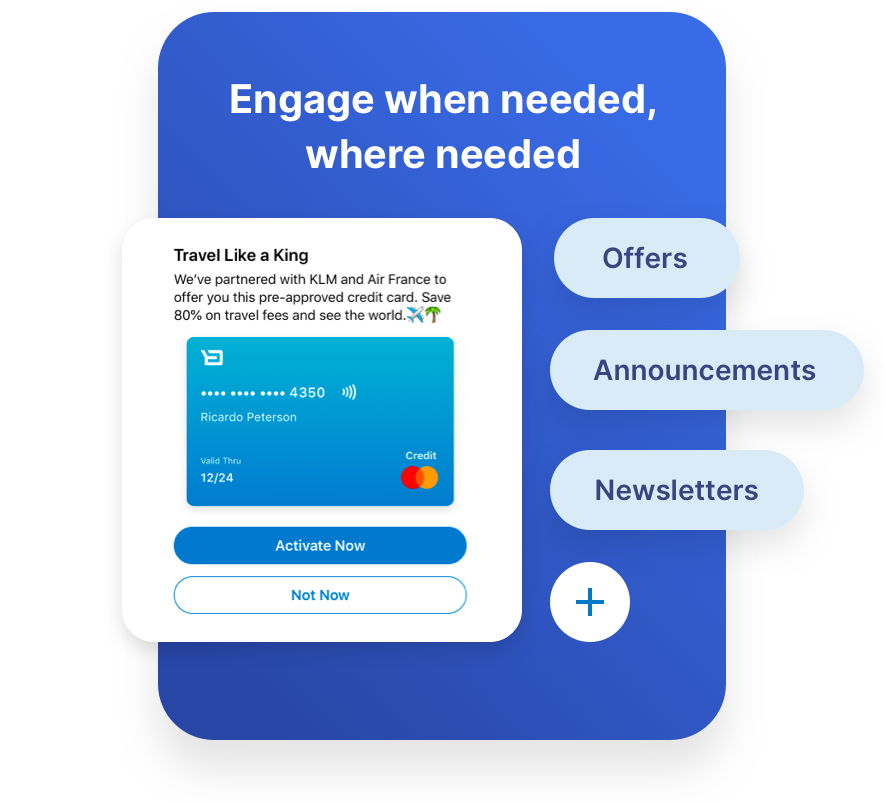 Engage when needed,
where needed
Travel Like a King
We’ve partnered with KLM and Air France to
offer you this pre-approved credit card. Save
80% on travel fees and see the world.✈️🌴
•••• •••• •••• 4350
Ricardo Peterson
Valid Thru
12/24
Credit
Activate Now
Not Now
Offers
Announcements
Newsletters